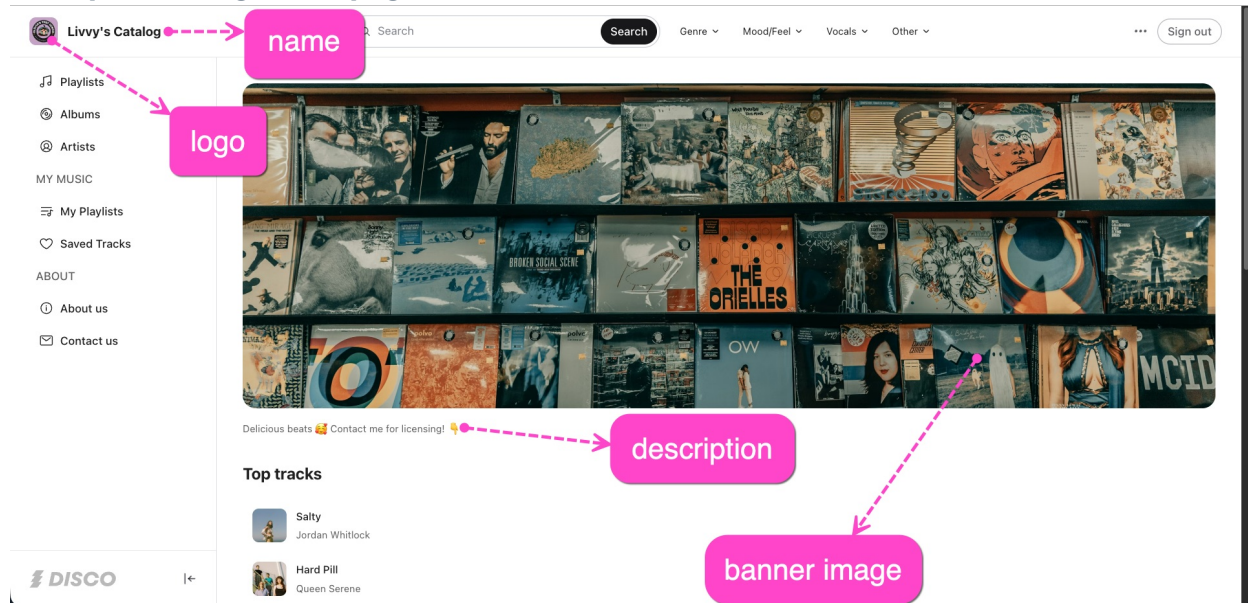 Livvy's Catalog
name
Search
Search
Genre
Mood/Feel
Vocals
Other
Sign out
Playlists
Albums
Artists
logo
MY MUSIC
My Playlists
Saved Tracks
ABOUT
About us
Contact us
BROKEN SOCIAL SCENE
THE
ORIELLES
polvo
polvo
OW
MCID
Delicious beats 🥰 Contact me for licensing! 👇
description
Top tracks
Salty
Jordan Whitlock
Hard Pill
Queen Serene
banner image
DISCO